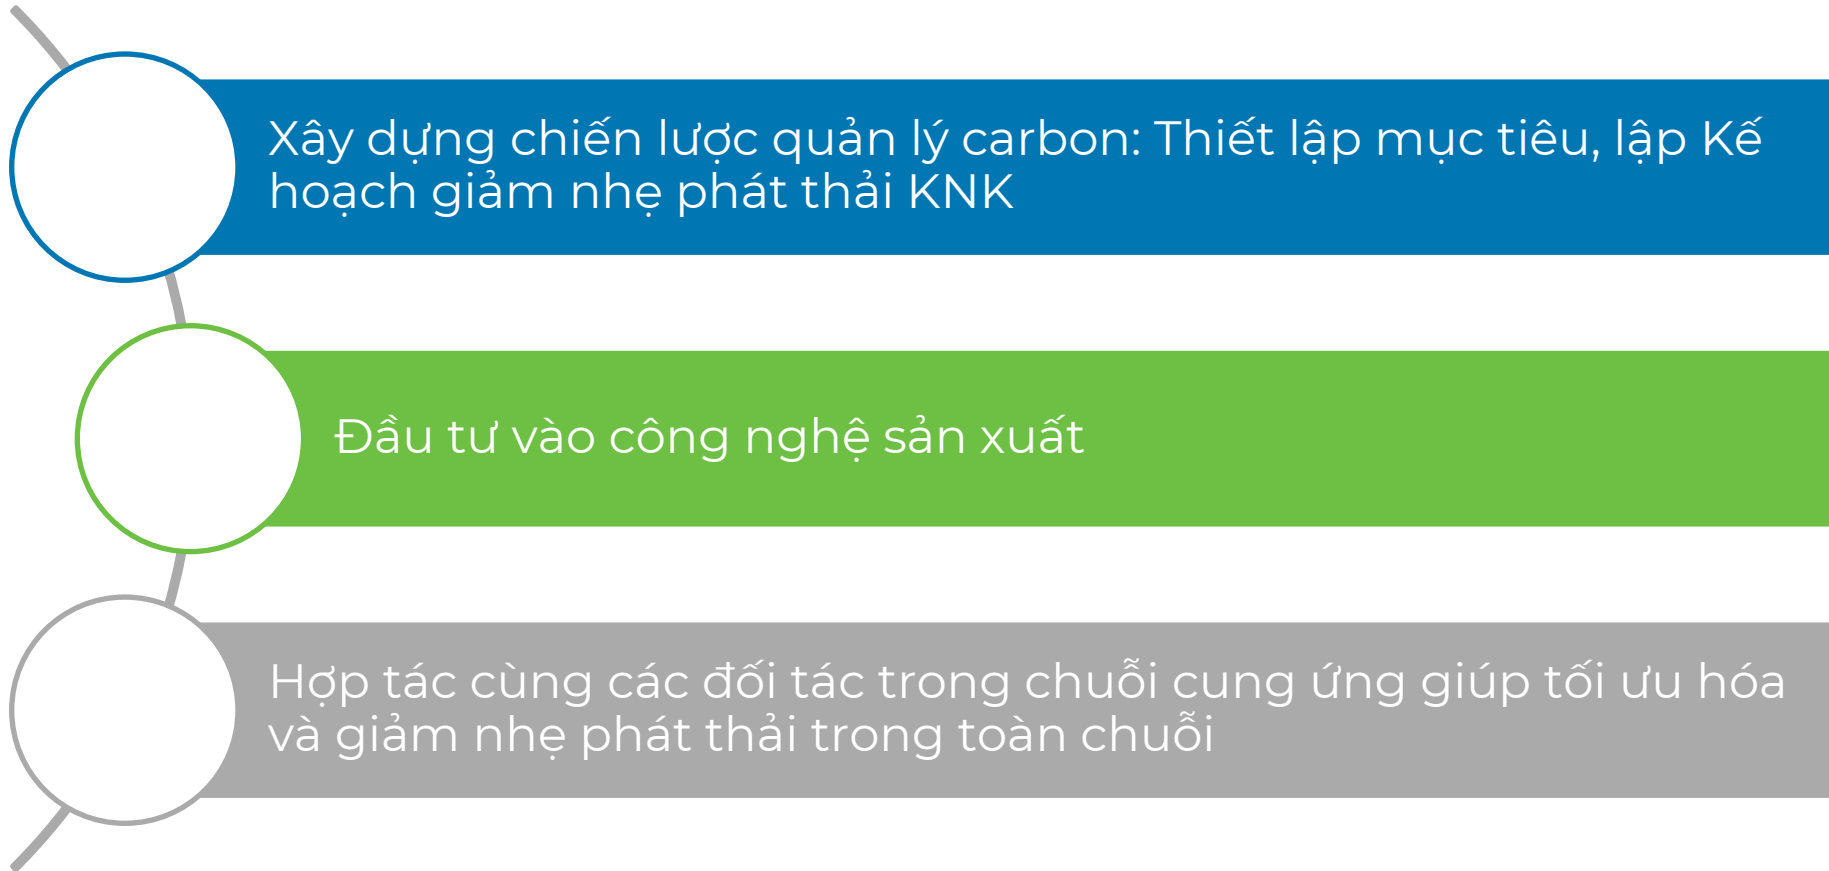 Xây dựng chiến lược quản lý carbon: Thiết lập mục tiêu, lập Kế
hoạch giảm nhẹ phát thải KNK
Đầu tư vào công nghệ sản xuất
Hợp tác cùng các đối tác trong chuỗi cung ứng giúp tối ưu hóa
và giảm nhẹ phát thải trong toàn chuỗi